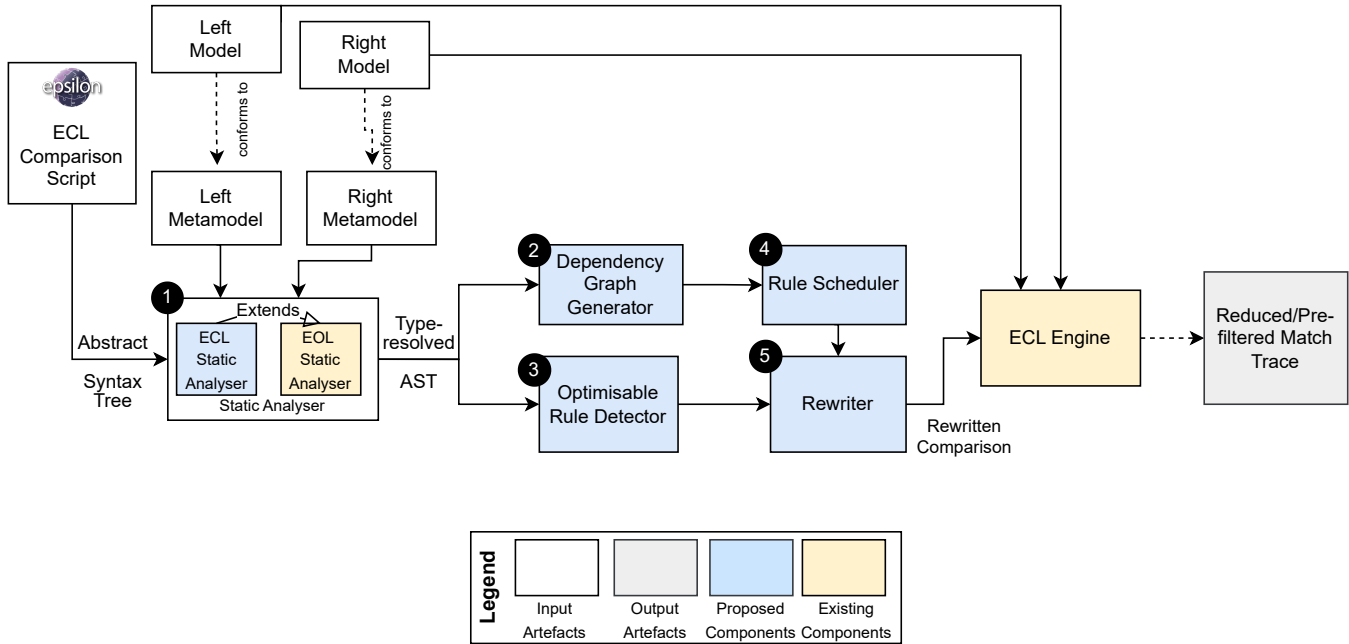 Left
Model
Right
Model
epsilon
ECL
Comparison
Script
conforms to
conforms to
Left
Metamodel
Right
Metamodel
1
Extends
ECL
Static
Analyser
EOL
Static
Analyser
Static Analyser
Abstract
Syntax
Tree
Type-
resolved
AST
2
Dependency
Graph
Generator
3
Optimisable
Rule Detector
4
Rule Scheduler
5
Rewriter
Rewritten
Comparison
ECL Engine
Reduced/Pre-
filtered Match
Trace
Legend
Input
Artefacts
Output
Artefacts
Proposed
Components
Existing
Components